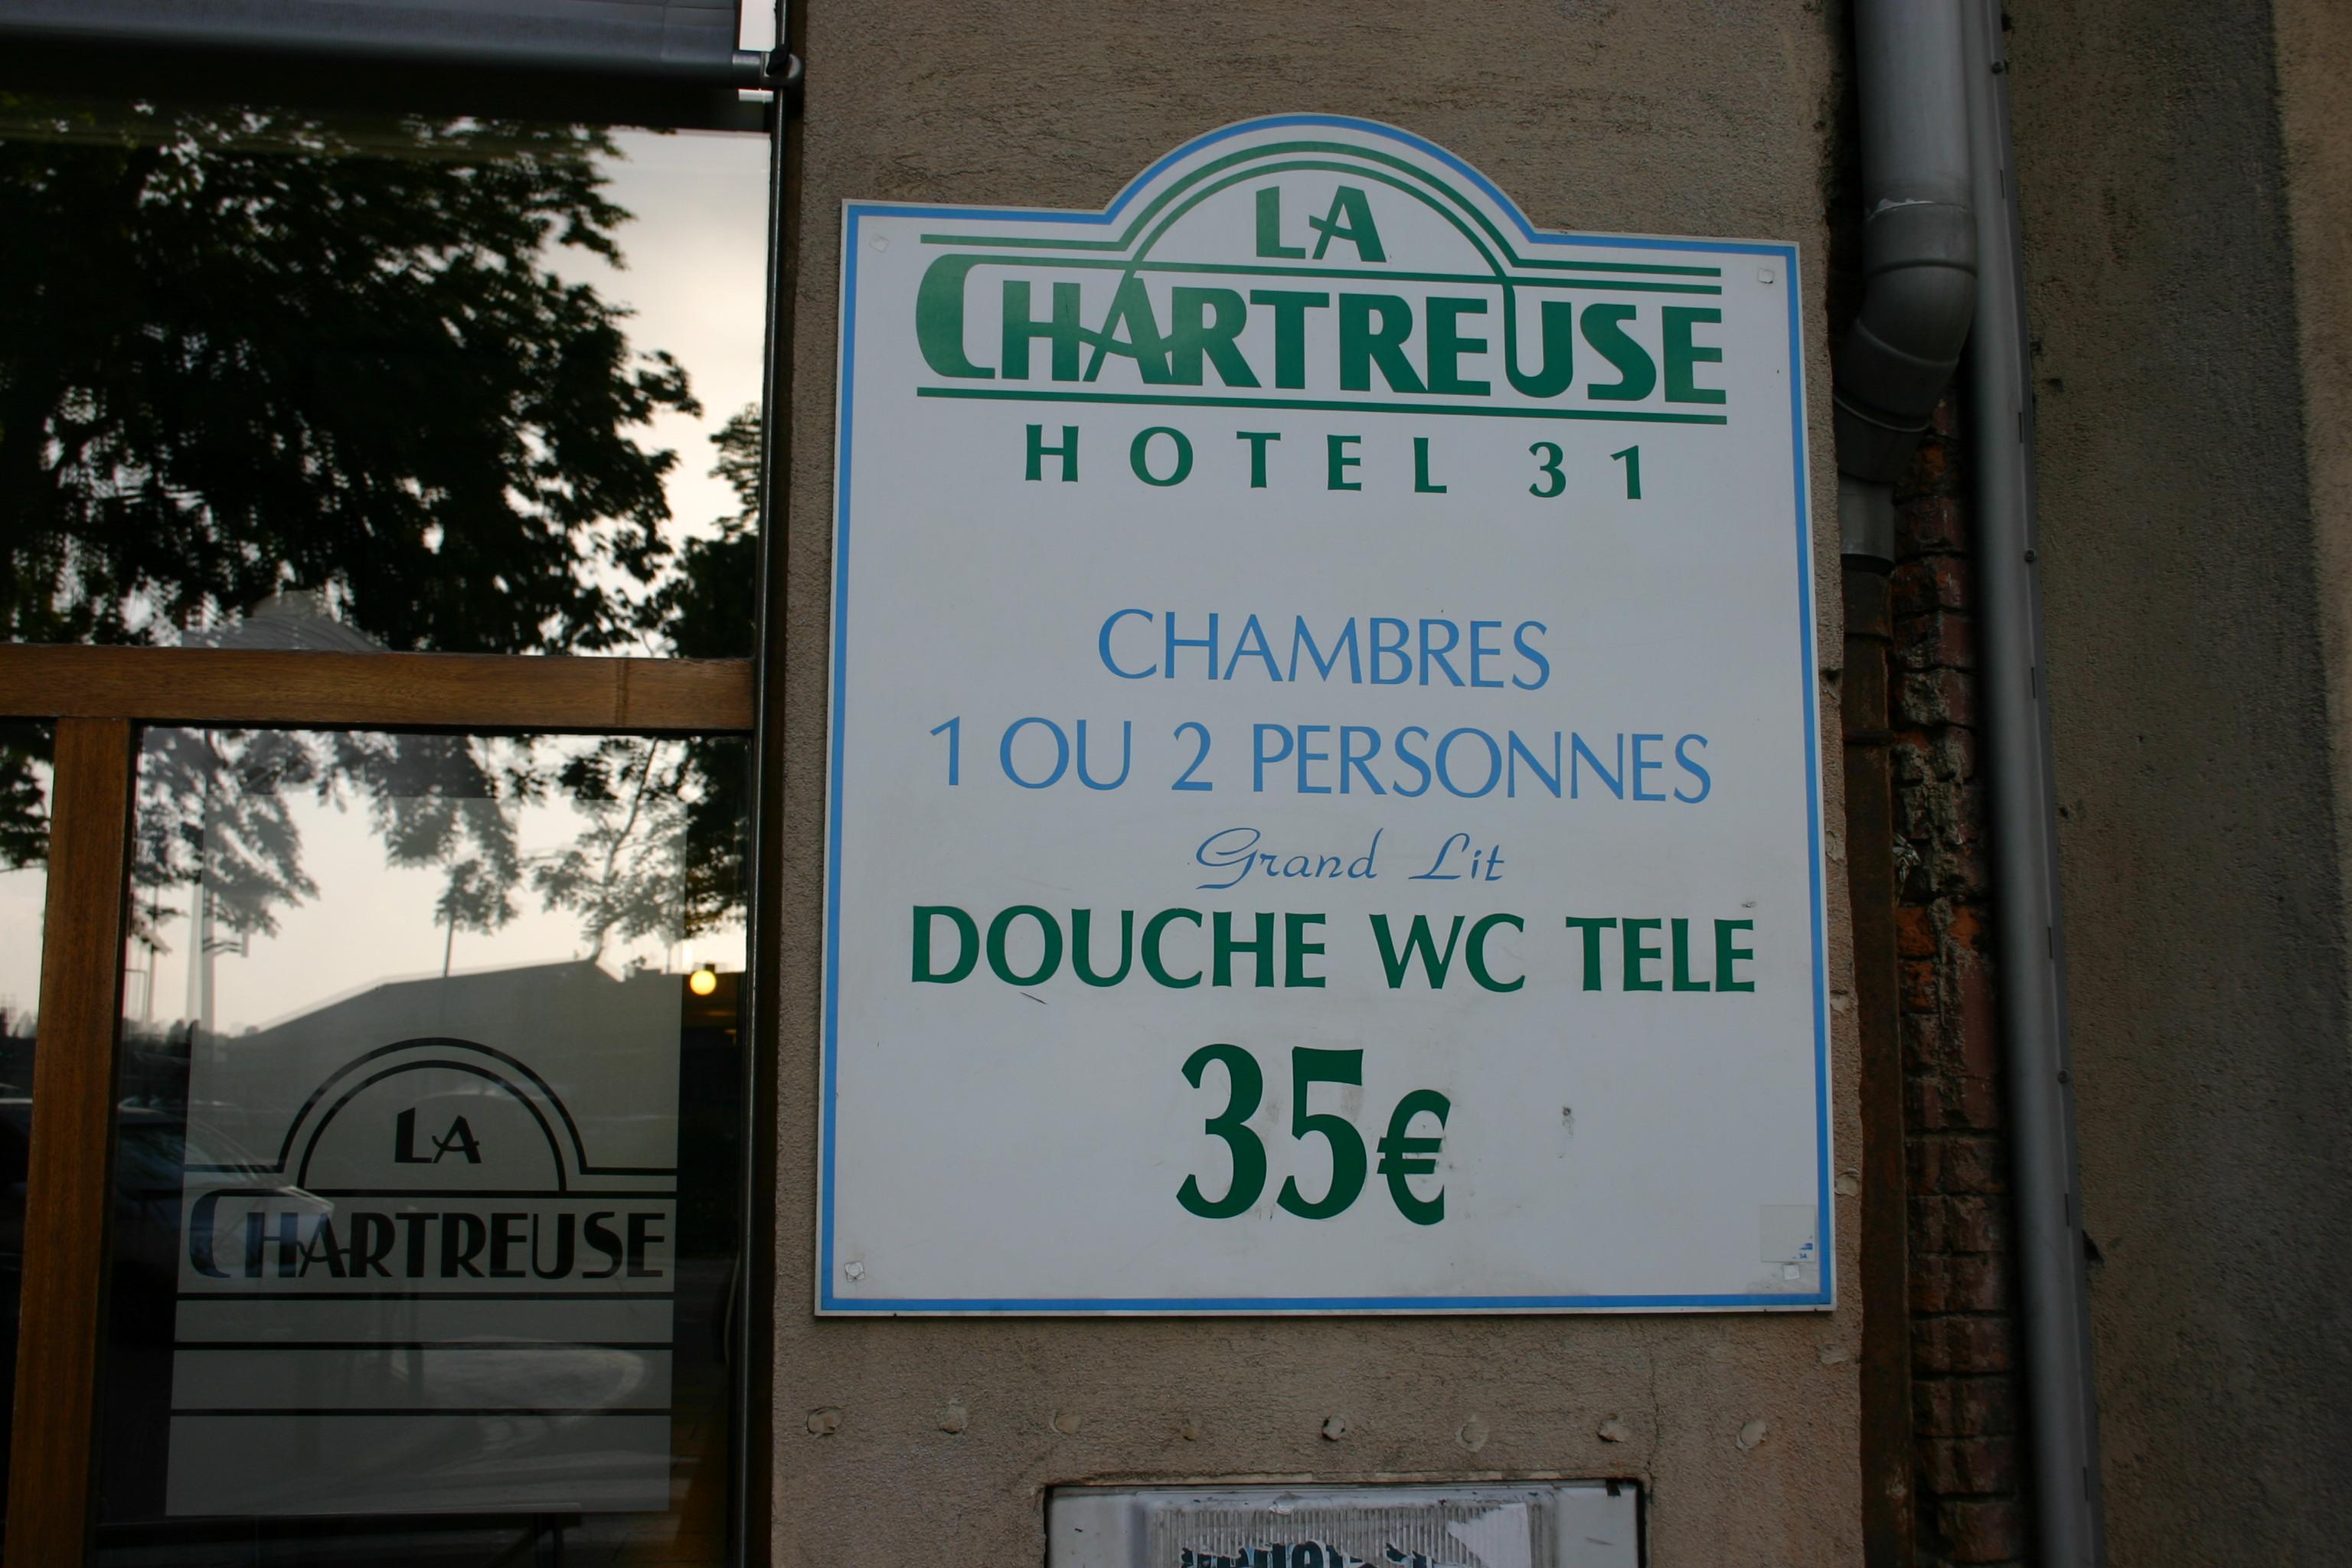 LA
CHARTREUSE
HOTEL 31
CHAMBRES
1 OU 2 PERSONNES
Grand Lit
DOUCHE WC TELE
35€
LA
CHARTREUSE